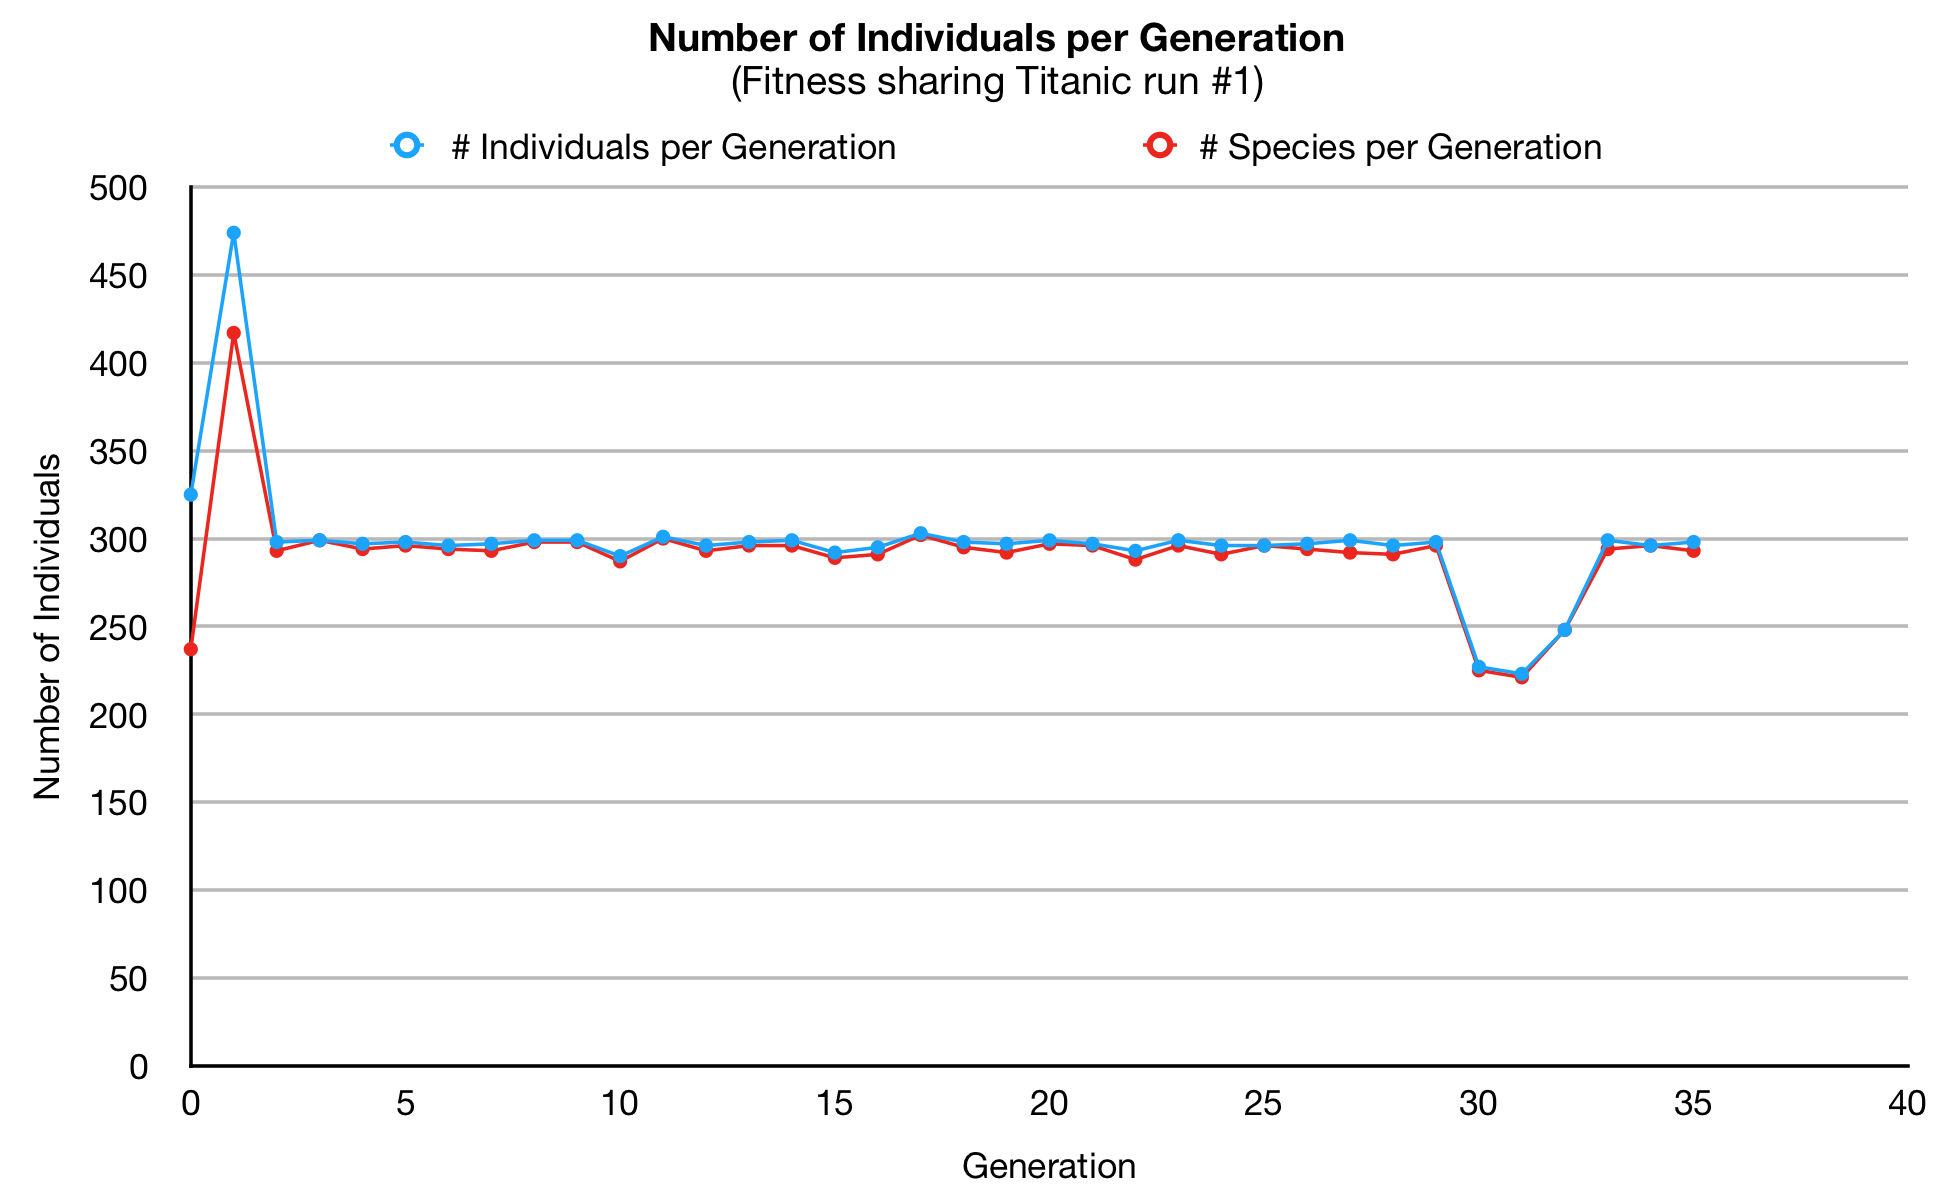 Number of Individuals per Generation
(Fitness sharing Titanic run #1)
# Individuals per Generation
# Species per Generation
500
450
400
350
300
250
200
150
100
50
0
Number of Individuals
0 5 10 15 20 25 30 35 40
Generation